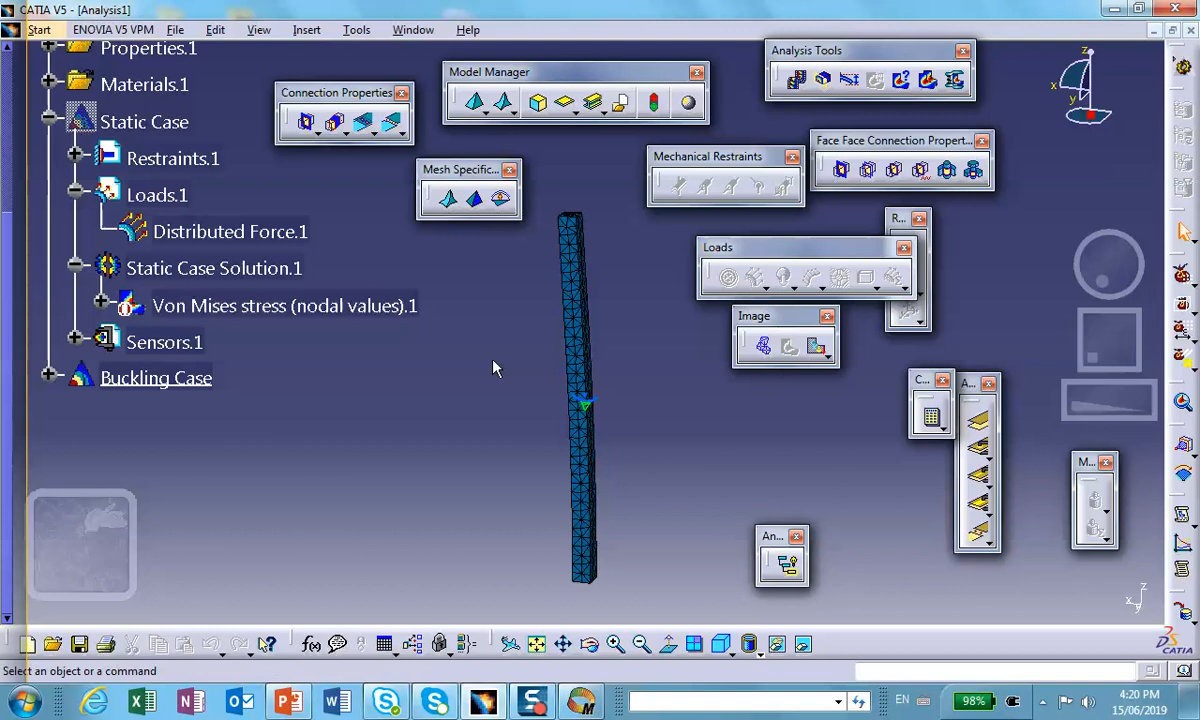 CATIA V5 - [Analysis1]
Start ENOVIA V5 VPM File Edit View Insert Tools Window Help
Properties.1
Materials.1
Static Case
Restraints.1
Loads.1
Distributed Force.1
Static Case Solution.1
Von Mises stress (nodal values).1
Sensors.1
Buckling Case
Connection Properties
Model Manager
Analysis Tools
Mesh Specific...
Mechanical Restraints
Face Face Connection Propert...
R...
Loads
Image
C...
A...
M...
An...
z
x
y
z
x y
f(x)
DS CATIA
Select an object or a command
EN
98%
4:20 PM
15/06/2019